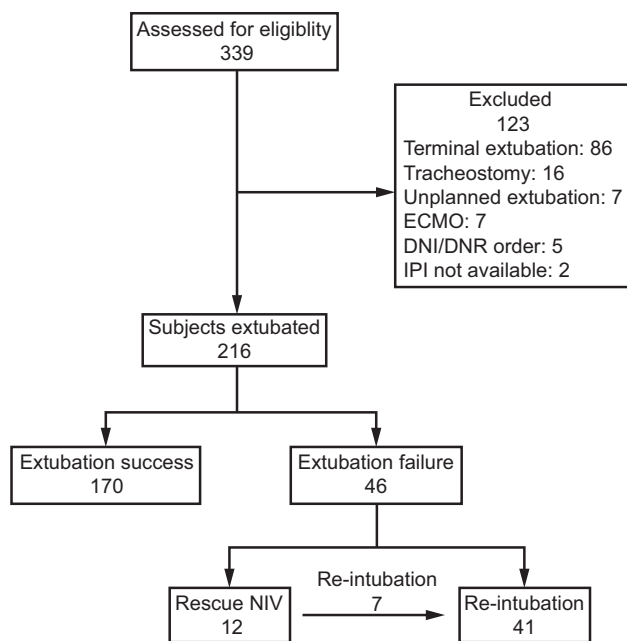 Assessed for eligiblity
339
Excluded
123
Terminal extubation: 86
Tracheostomy: 16
Unplanned extubation: 7
ECMO: 7
DNI/DNR order: 5
IPI not available: 2
Subjects extubated
216
Extubation success
170
Extubation failure
46
Rescue NIV
12
Re-intubation
7
Re-intubation
41